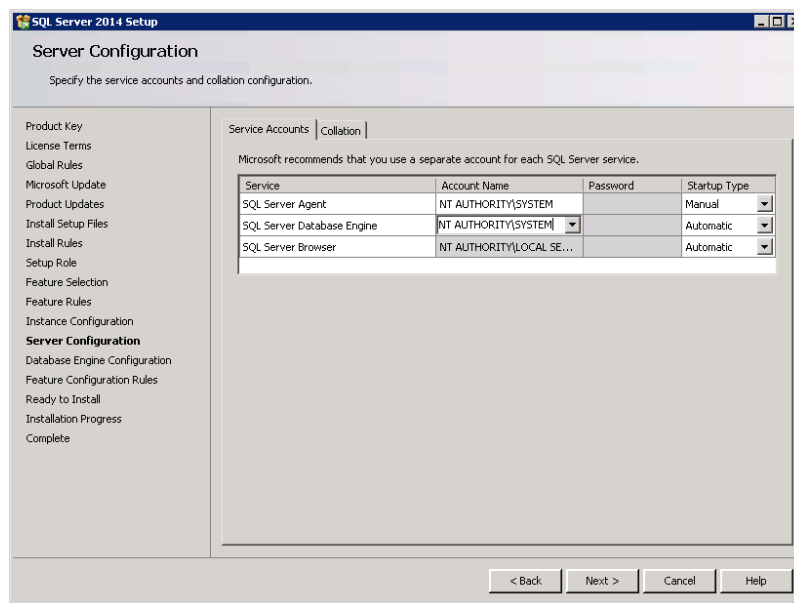 SQL Server 2014 Setup
Server Configuration
Specify the service accounts and collation configuration.
Product Key
License Terms
Global Rules
Microsoft Update
Product Updates
Install Setup Files
Install Rules
Setup Role
Feature Selection
Feature Rules
Instance Configuration
Server Configuration
Database Engine Configuration
Feature Configuration Rules
Ready to Install
Installation Progress
Complete
Service Accounts Collation
Microsoft recommends that you use a separate account for each SQL Server service.
Service Account Name Password Startup Type
SQL Server Agent NT AUTHORITY\SYSTEM Manual
SQL Server Database Engine NT AUTHORITY\SYSTEM Automatic
SQL Server Browser NT AUTHORITY\LOCAL SE... Automatic
< Back Next > Cancel Help